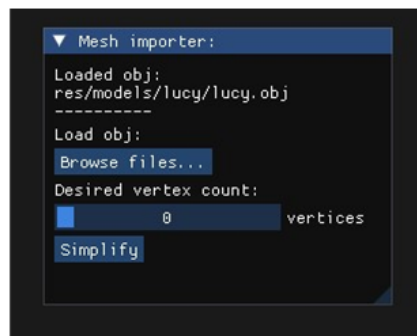 ▼ Mesh importer:
Loaded obj:
res/models/lucy/lucy.obj
----------
Load obj:
Browse files...
Desired vertex count:
0 vertices
Simplify